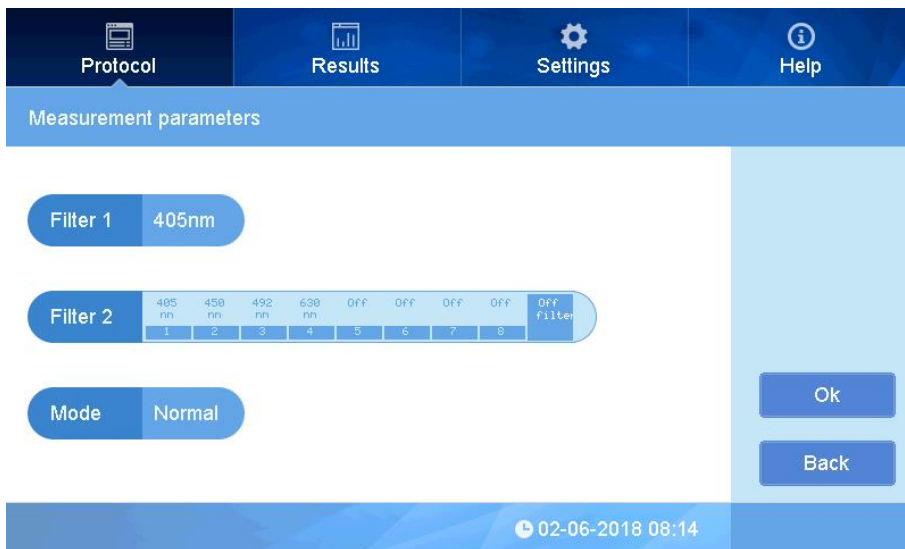 Protocol Results Settings Help
Measurement parameters
Filter 1 405nm
Filter 2
405 450 492 630 Off Off Off Off Off
nm nm nm nm filter
1 2 3 4 5 6 7 8
Mode Normal
Ok
Back
02-06-2018 08:14